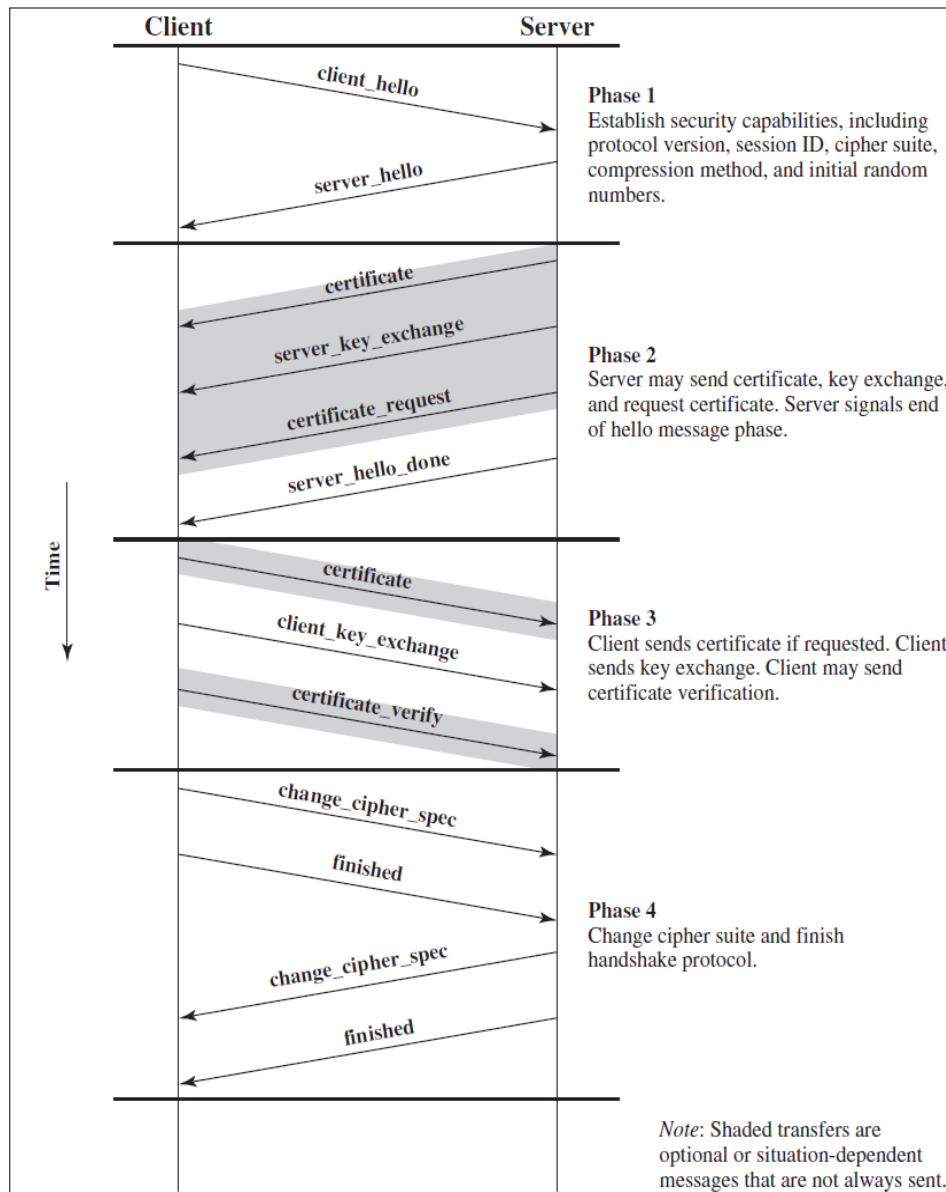 Client
Server
client_hello
server_hello
Phase 1
Establish security capabilities, including
protocol version, session ID, cipher suite,
compression method, and initial random
numbers.
certificate
server_key_exchange
certificate_request
server_hello_done
Phase 2
Server may send certificate, key exchange,
and request certificate. Server signals end
of hello message phase.
Time
certificate
client_key_exchange
certificate_verify
Phase 3
Client sends certificate if requested. Client
sends key exchange. Client may send
certificate verification.
change_cipher_spec
finished
change_cipher_spec
finished
Phase 4
Change cipher suite and finish
handshake protocol.
Note: Shaded transfers are
optional or situation-dependent
messages that are not always sent.